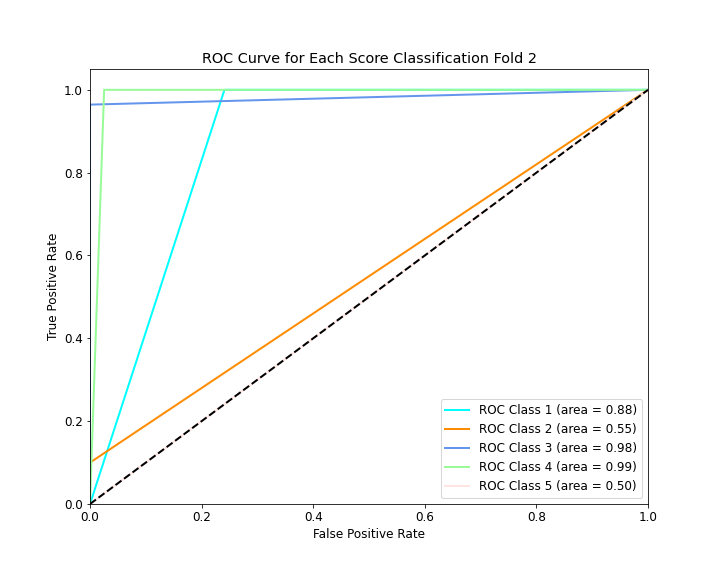 ROC Curve for Each Score Classification Fold 2
True Positive Rate
1.0
0.8
0.6
0.4
0.2
0.0
ROC Class 1 (area = 0.88)
ROC Class 2 (area = 0.55)
ROC Class 3 (area = 0.98)
ROC Class 4 (area = 0.99)
ROC Class 5 (area = 0.50)
0.0 0.2 0.4 0.6 0.8 1.0
False Positive Rate